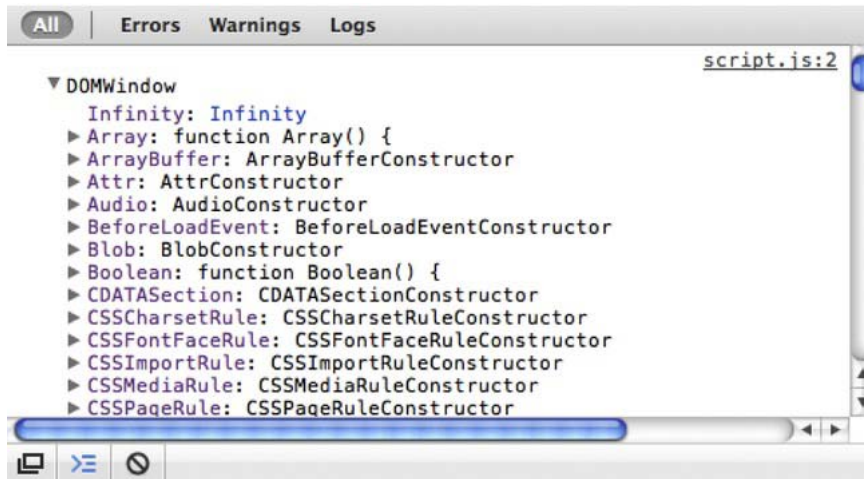 All Errors Warnings Logs
script.js:2
DOMWindow
Infinity: Infinity
Array: function Array() {
ArrayBuffer: ArrayBufferConstructor
Attr: AttrConstructor
Audio: AudioConstructor
BeforeLoadEvent: BeforeLoadEventConstructor
Blob: BlobConstructor
Boolean: function Boolean() {
CDATASection: CDATASectionConstructor
CSSCharsetRule: CSSCharsetRuleConstructor
CSSFontFaceRule: CSSFontFaceRuleConstructor
CSSImportRule: CSSImportRuleConstructor
CSSMediaRule: CSSMediaRuleConstructor
CSSPageRule: CSSPageRuleConstructor